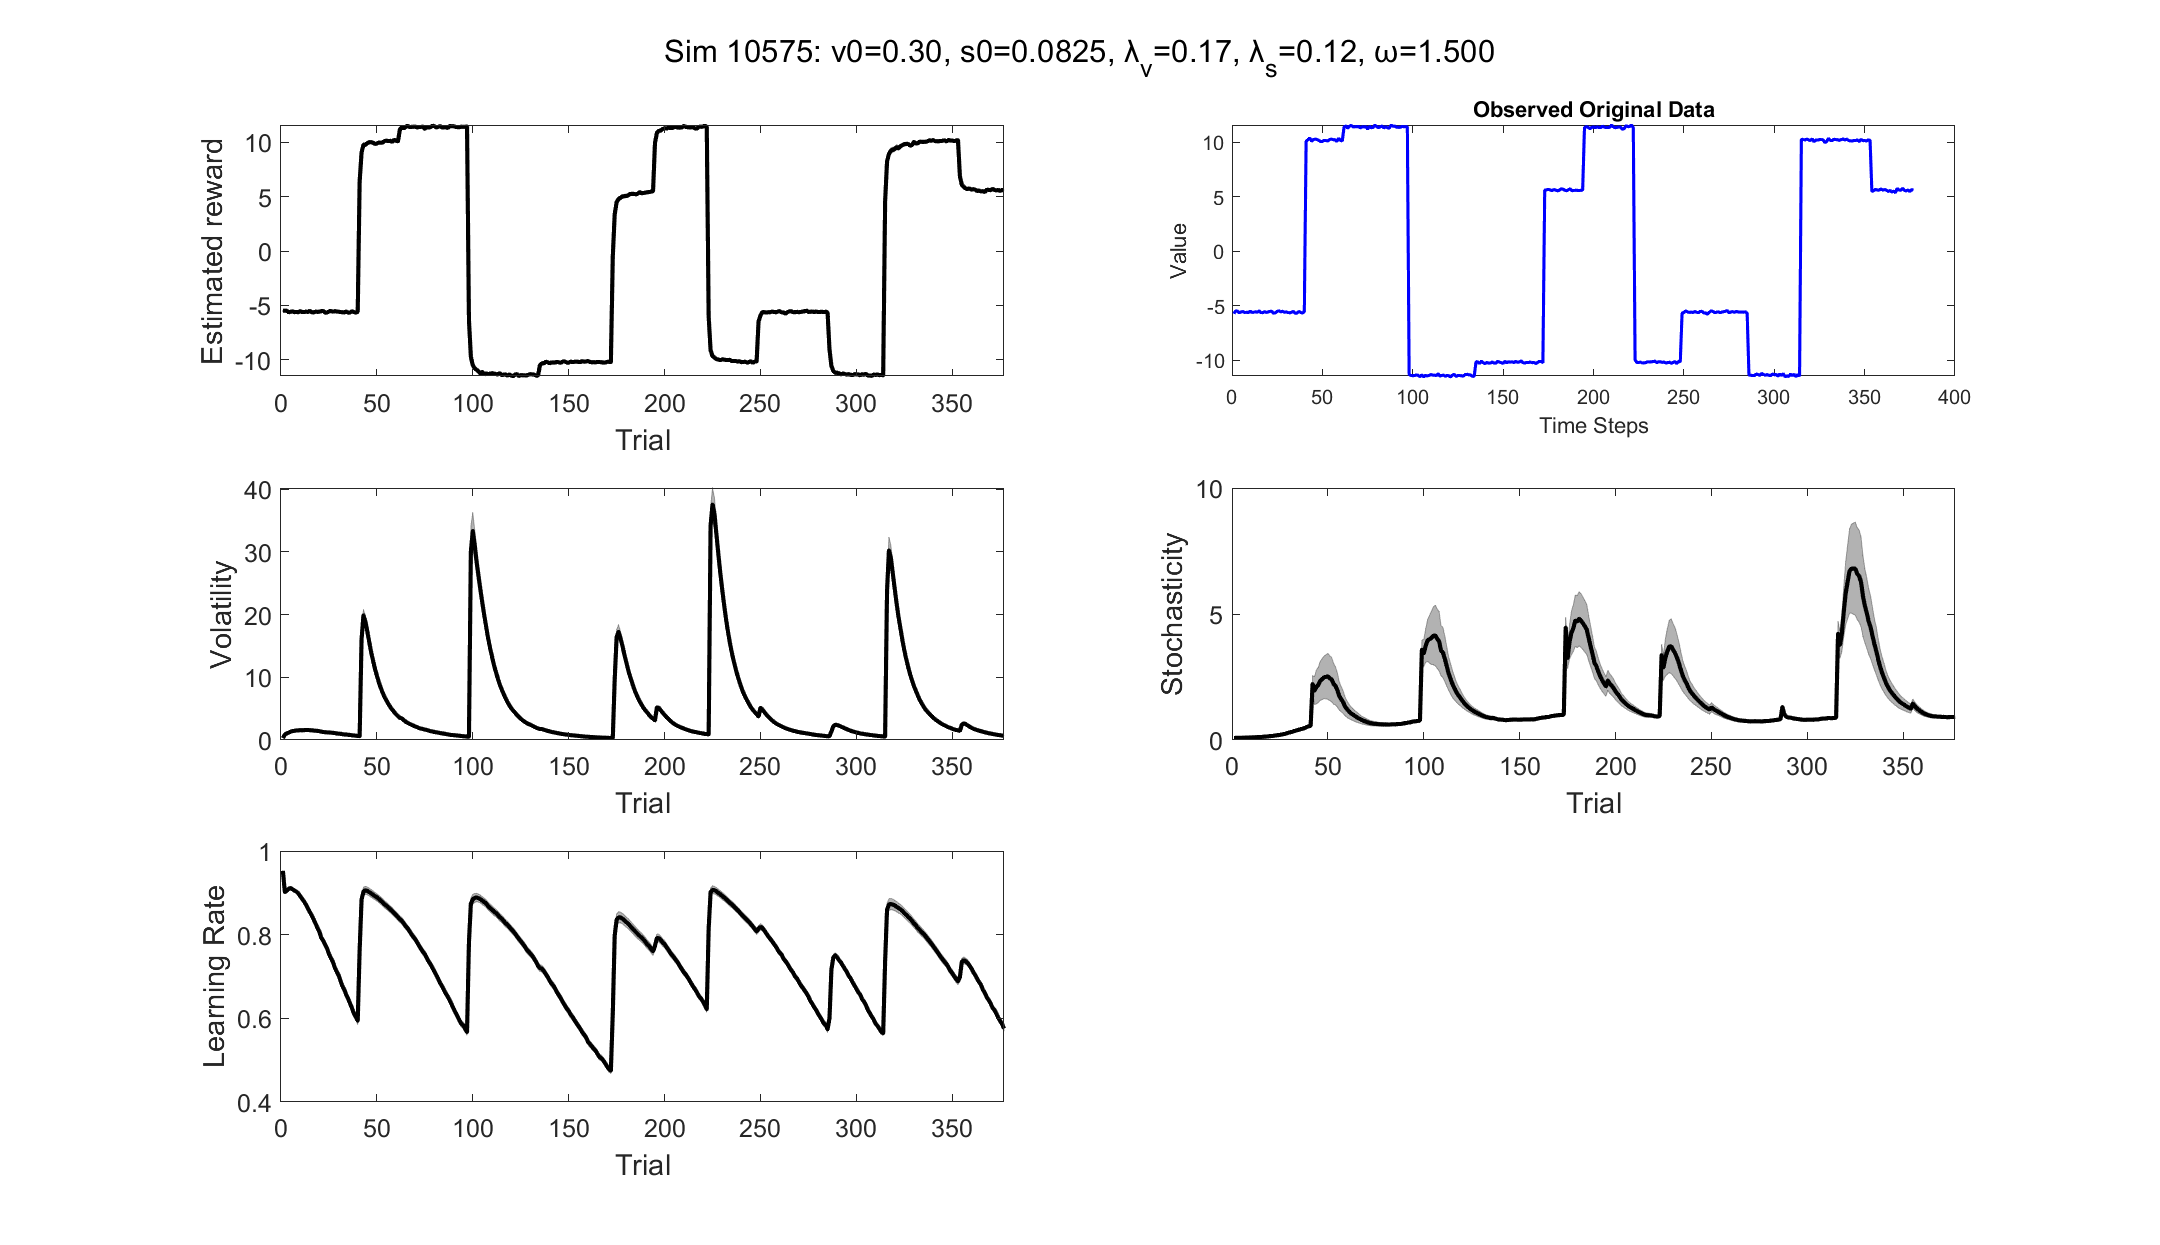 Sim 10575: v0=0.30, s0=0.0825, λ_v=0.17, λ_s=0.12, ω=1.500
Estimated reward
10
5
0
-5
-10
0 50 100 150 200 250 300 350
Trial
Observed Original Data
Value
10
5
0
-5
-10
0 50 100 150 200 250 300 350 400
Time Steps
Volatility
40
30
20
10
0
0 50 100 150 200 250 300 350
Trial
Stochasticity
10
5
0
0 50 100 150 200 250 300 350
Trial
Learning Rate
1
0.8
0.6
0.4
0 50 100 150 200 250 300 350
Trial